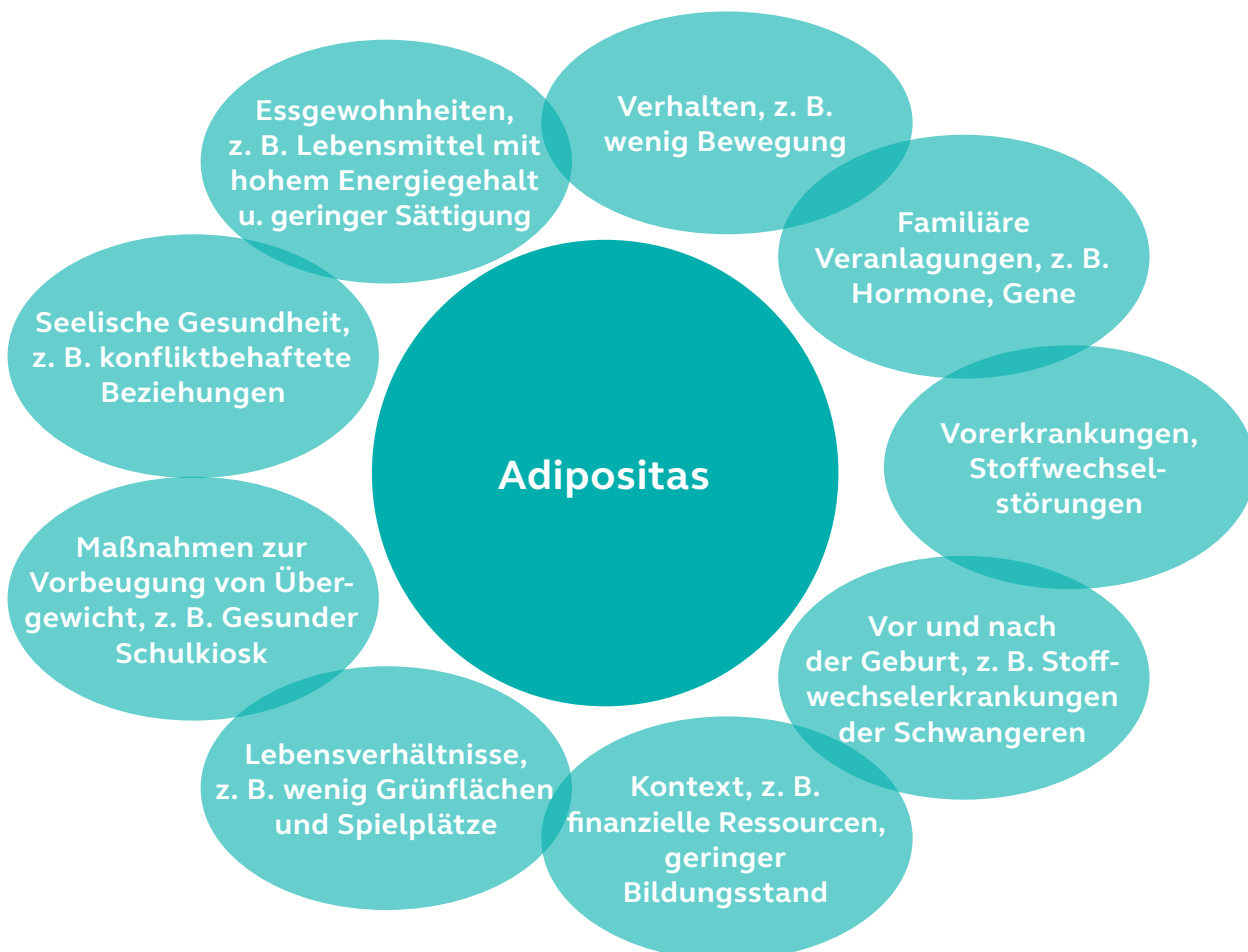 Essgewohnheiten,
z. B. Lebensmittel mit
hohem Energiegehalt
u. geringer Sättigung
Verhalten, z. B.
wenig Bewegung
Familiäre
Veranlagungen, z. B.
Hormone, Gene
Vorerkrankungen,
Stoffwechsel-
störungen
Vor und nach
der Geburt, z. B. Stoff-
wechselerkrankungen
der Schwangeren
Kontext, z. B.
finanzielle Ressourcen,
geringer
Bildungsstand
Lebensverhältnisse,
z. B. wenig Grünflächen
und Spielplätze
Maßnahmen zur
Vorbeugung von Über-
gewicht, z. B. Gesunder
Schulkiosk
Seelische Gesundheit,
z. B. konfliktbehaftete
Beziehungen
Adipositas